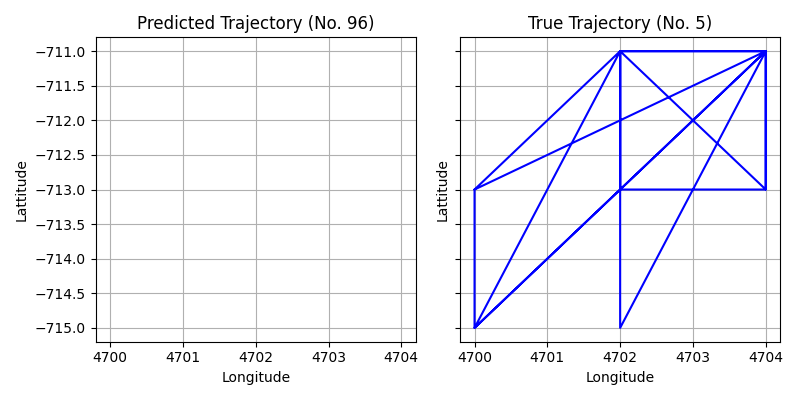 Predicted Trajectory (No. 96)
True Trajectory (No. 5)
−711.0
−711.5
−712.0
−712.5
−713.0
−713.5
−714.0
−714.5
−715.0
Lattitude
Lattitude
4700 4701 4702 4703 4704
4700 4701 4702 4703 4704
Longitude
Longitude